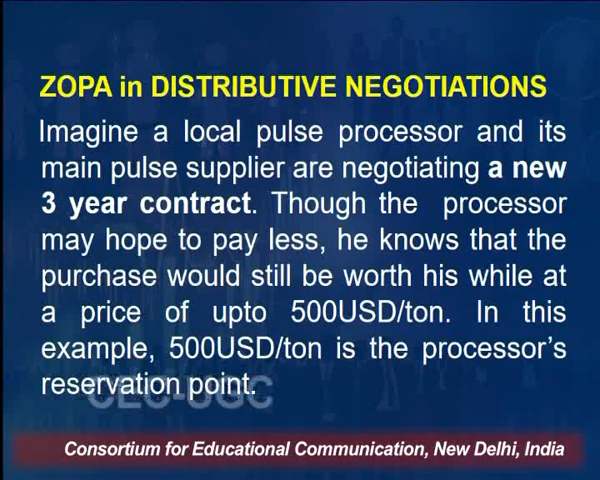 ZOPA in DISTRIBUTIVE NEGOTIATIONS
Imagine a local pulse processor and its
main pulse supplier are negotiating a new
3 year contract. Though the processor
may hope to pay less, he knows that the
purchase would still be worth his while at
a price of upto 500USD/ton. In this
example, 500USD/ton is the processor's
reservation point.
CEC-UGC
Consortium for Educational Communication, New Delhi, India